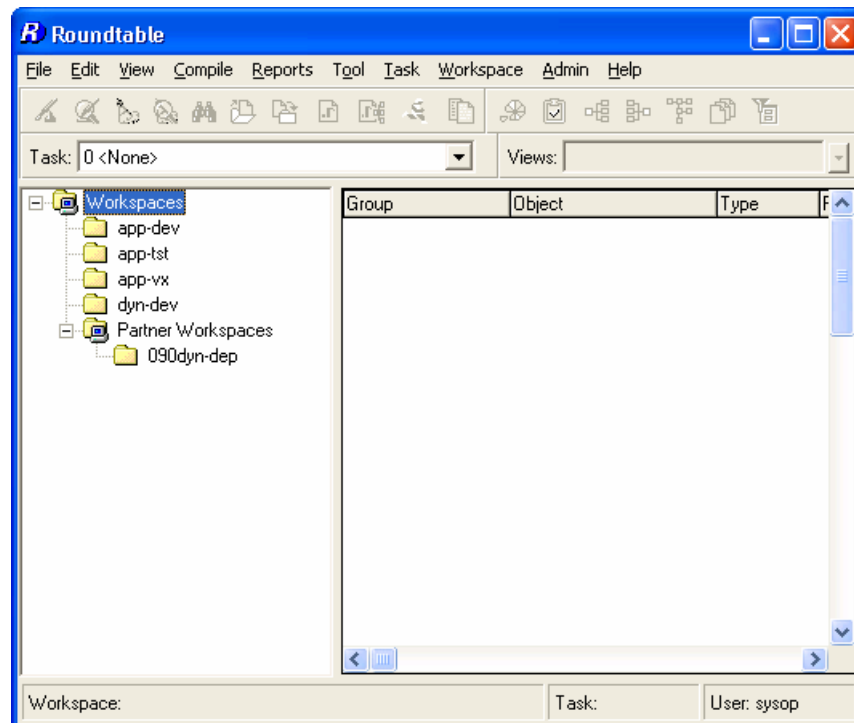 Roundtable
File Edit View Compile Reports Tool Task Workspace Admin Help
Task: 0 <None> Views:
Workspaces
app-dev
app-tst
app-vx
dyn-dev
Partner Workspaces
090dyn-dep
Group Object Type
Workspace: Task: User: sysop